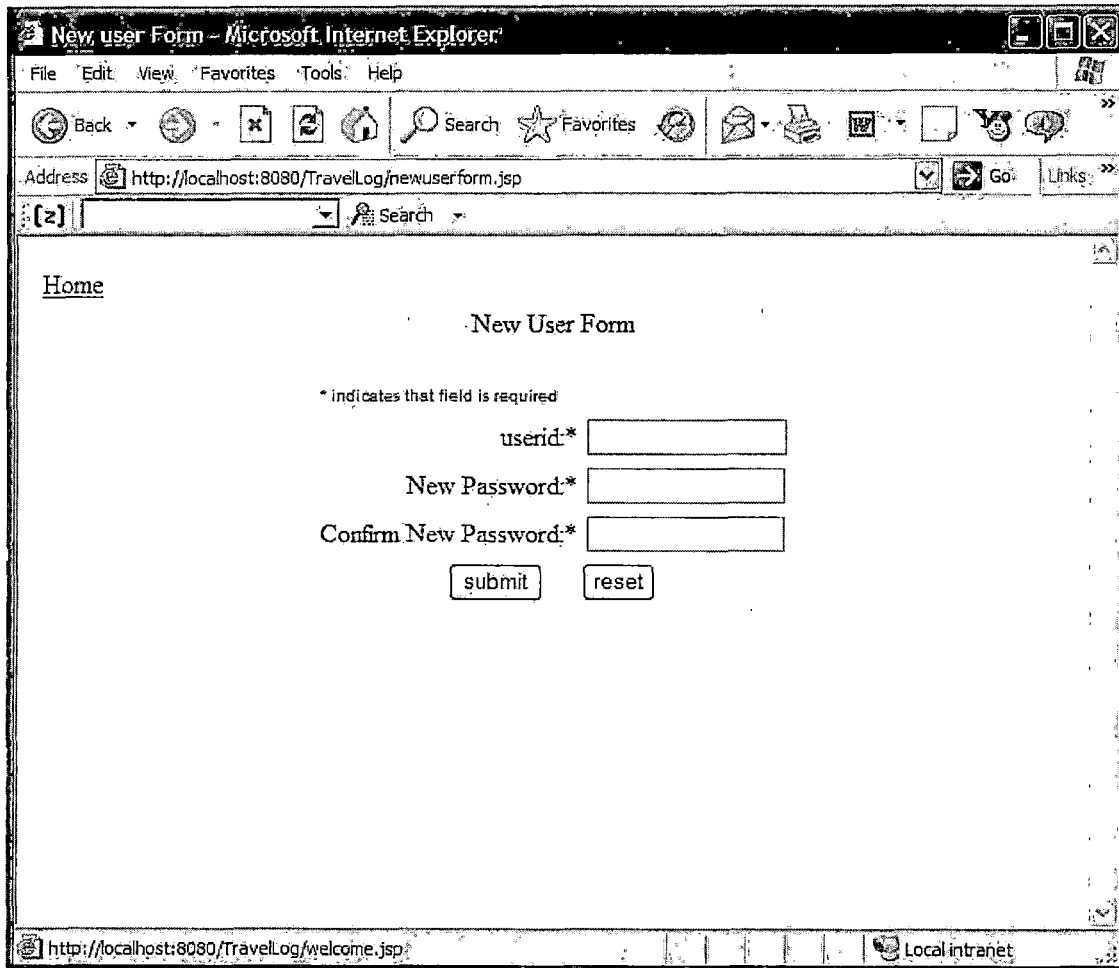 New user Form - Microsoft Internet Explorer
File Edit View Favorites Tools Help
Back Search Favorites
Address http://localhost:8080/TravelLog/newuserform.jsp Go Links
[z] Search
Home
New User Form
* indicates that field is required
userid:*
New Password:*
Confirm New Password:*
submit reset
http://localhost:8080/TravelLog/welcome.jsp Local intranet